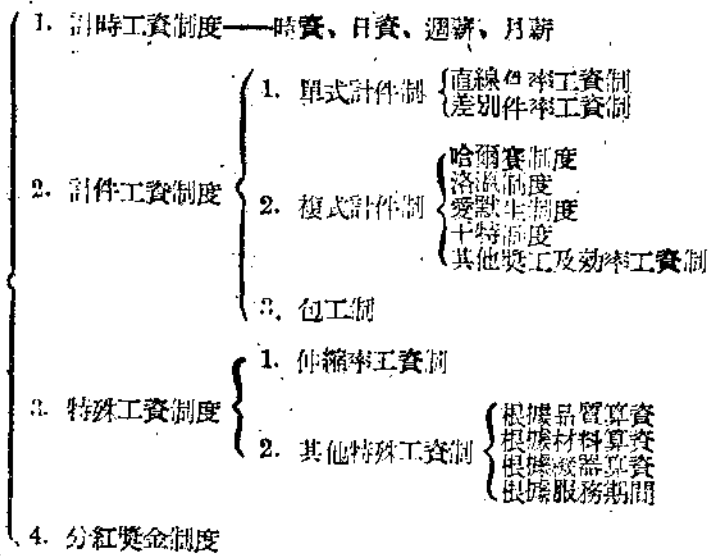 1. 計時工資制度——時資、日資、週薪、月薪
2. 計件工資制度
1. 單式計件制
直線件率工資制
差別件率工資制
2. 複式計件制
哈爾賽制度
洛溫制度
愛默生制度
干特制度
其他獎工及効率工資制
3. 包工制
3. 特殊工資制度
1. 伸縮率工資制
2. 其他特殊工資制
根據品質算資
根據材料算資
根據機器算資
根據服務期間
4. 分紅獎金制度